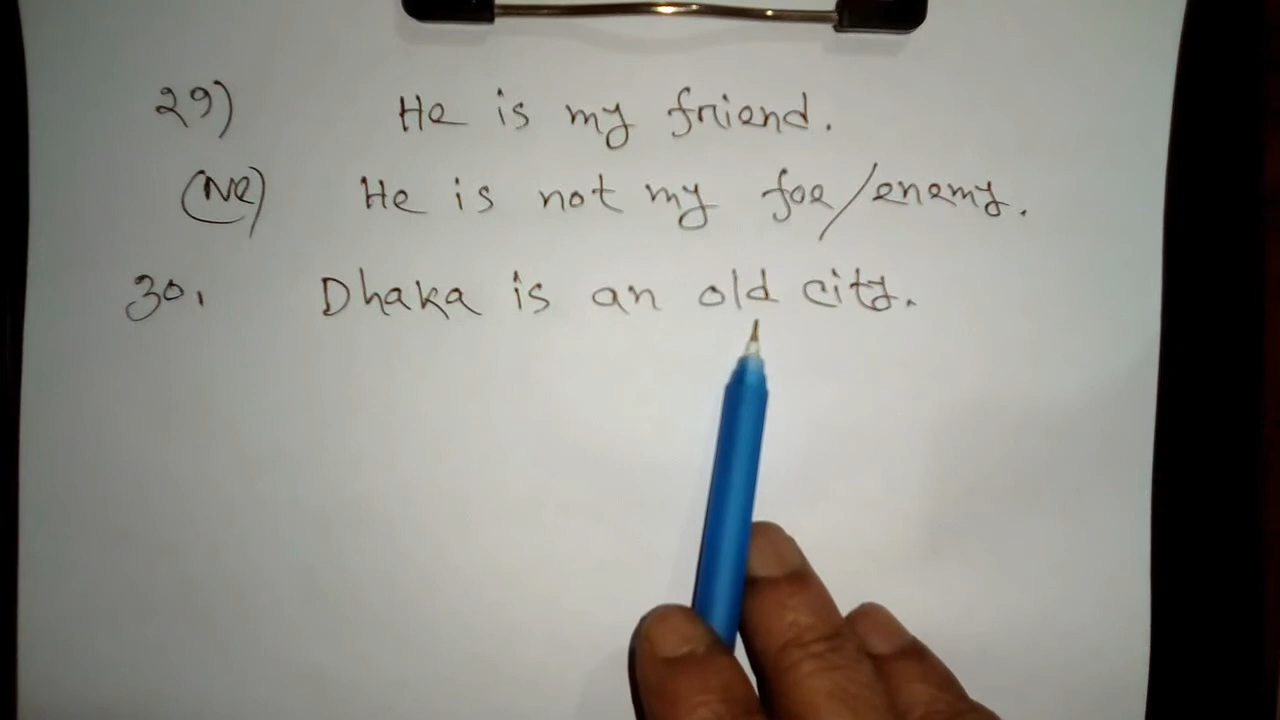 29) He is my friend.
(Ne) He is not my foe/enemy.
30. Dhaka is an old city.